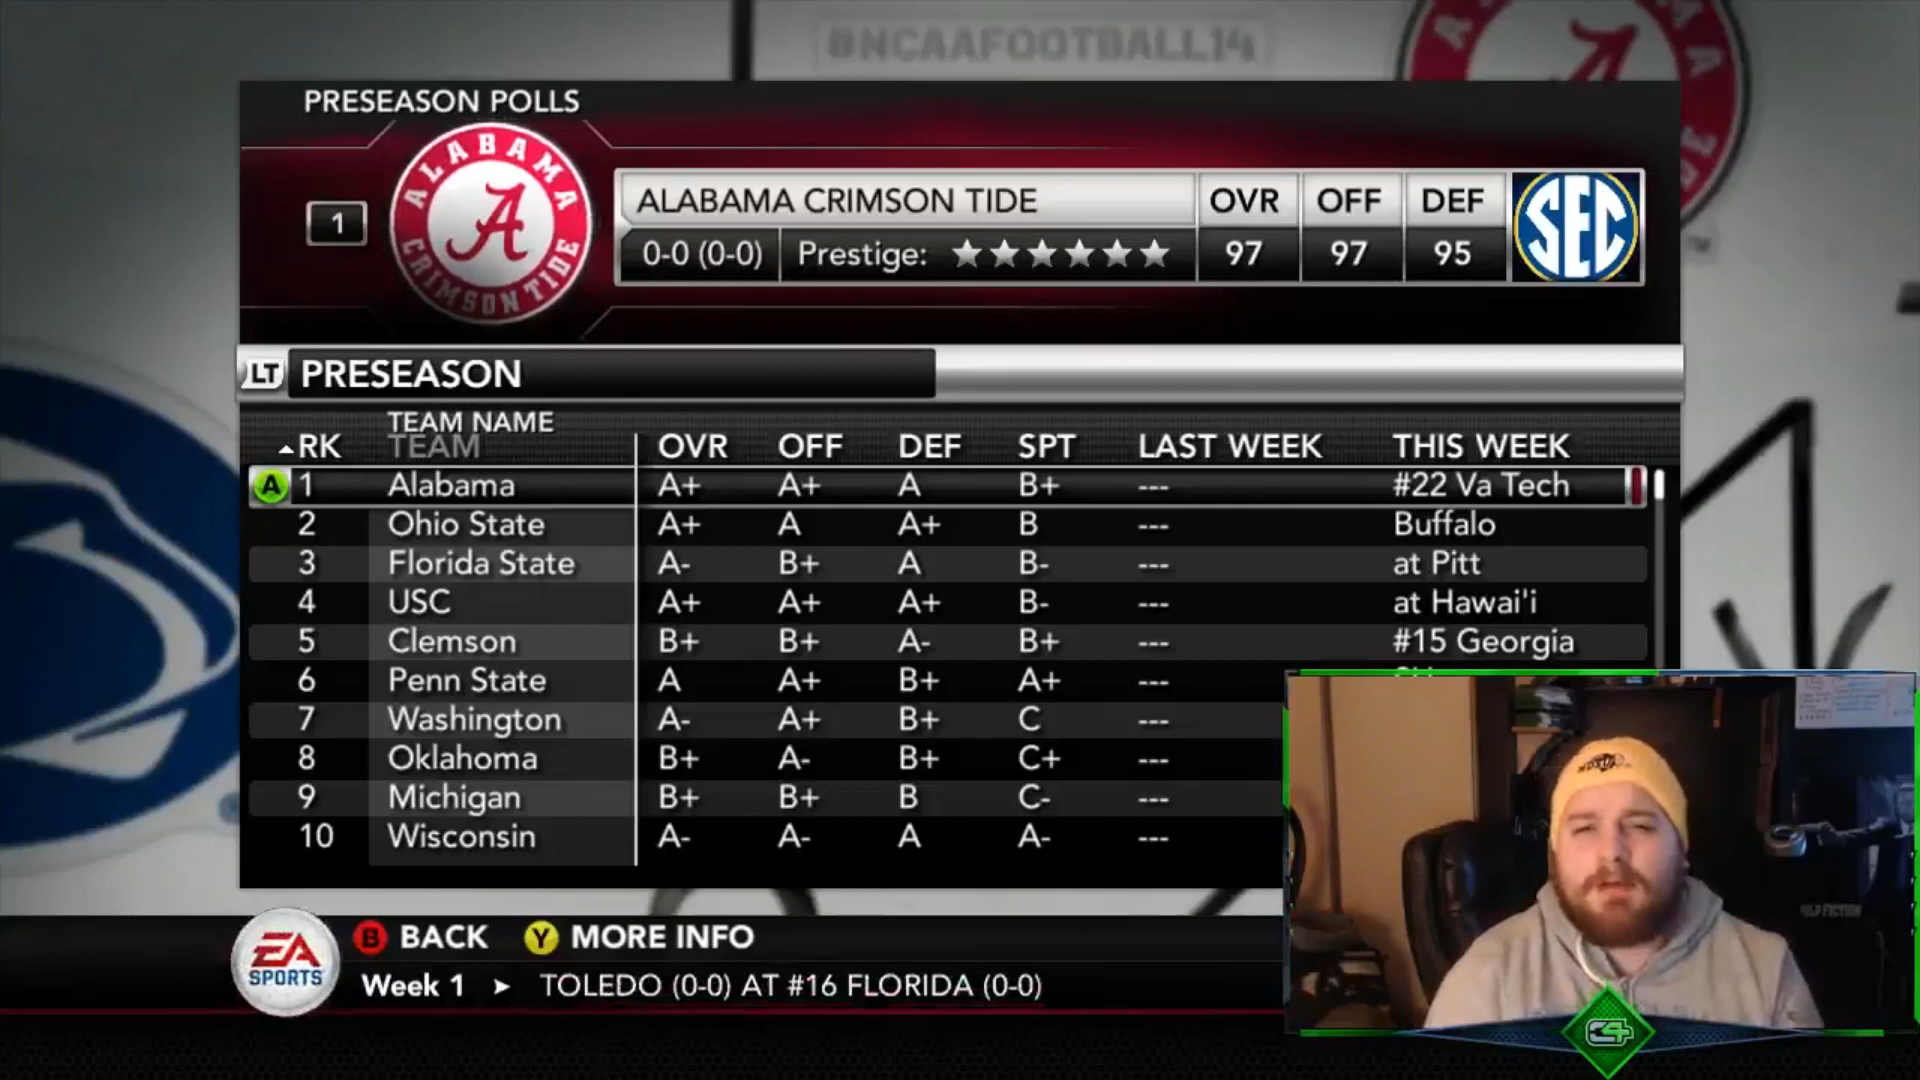 #NCAAFOOTBALL14
PRESEASON POLLS
1
ALABAMA CRIMSON TIDE
A
ALABAMA CRIMSON TIDE OVR OFF DEF
0-0 (0-0) Prestige: 97 97 95
SEC
LT PRESEASON
TEAM NAME
RK TEAM OVR OFF DEF SPT LAST WEEK THIS WEEK
A 1 Alabama A+ A+ A B+ --- #22 Va Tech
2 Ohio State A+ A A+ B --- Buffalo
3 Florida State A- B+ A B- --- at Pitt
4 USC A+ A+ A+ B- --- at Hawai'i
5 Clemson B+ B+ A- B+ --- #15 Georgia
6 Penn State A A+ B+ A+ ---
7 Washington A- A+ B+ C ---
8 Oklahoma B+ A- B+ C+ ---
9 Michigan B+ B+ B C- ---
10 Wisconsin A- A- A A- ---
EA SPORTS
B BACK Y MORE INFO
Week 1 TOLEDO (0-0) AT #16 FLORIDA (0-0)
PULP FICTION
C4